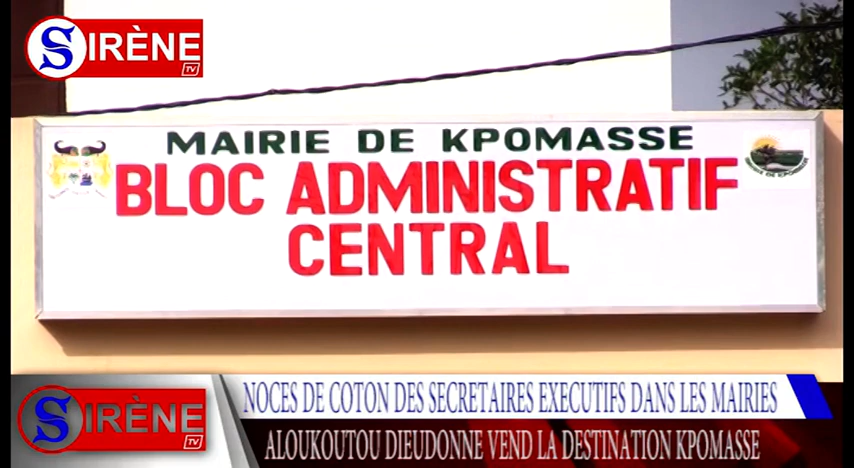 SIRÈNE
TV
MAIRIE DE KPOMASSE
BLOC ADMINISTRATIF
CENTRAL
SIRÈNE
TV
NOCES DE COTON DES SECRETAIRES EXECUTIFS DANS LES MAIRIES
ALOUKOUTOU DIEUDONNE VEND LA DESTINATION KPOMASSE